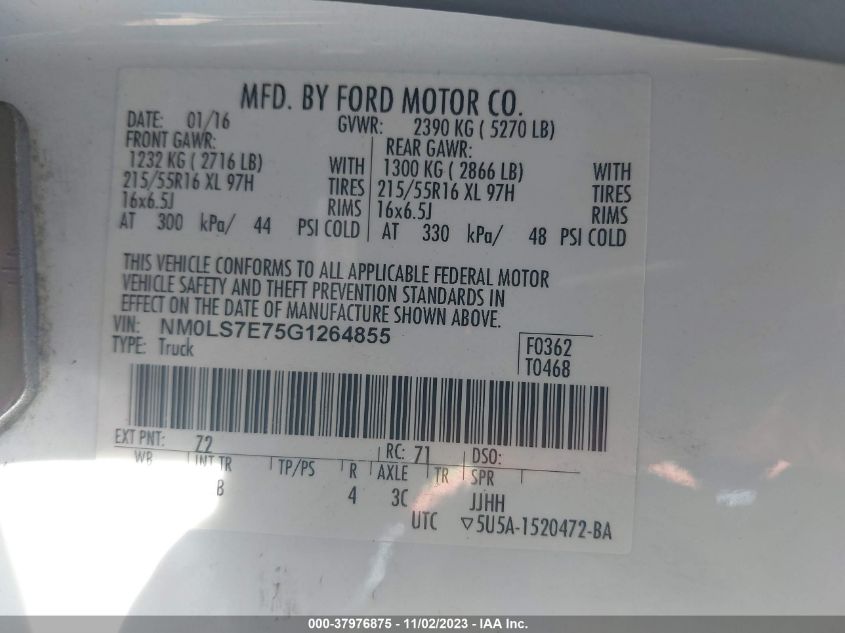 MFD. BY FORD MOTOR CO.
DATE: 01/16 GVWR: 2390 KG ( 5270 LB)
FRONT GAWR: REAR GAWR:
1232 KG ( 2716 LB) WITH 1300 KG ( 2866 LB) WITH
215/55R16 XL 97H TIRES 215/55R16 XL 97H TIRES
16x6.5J RIMS 16x6.5J RIMS
AT 300 kPa/ 44 PSI COLD AT 330 kPa/ 48 PSI COLD
THIS VEHICLE CONFORMS TO ALL APPLICABLE FEDERAL MOTOR
VEHICLE SAFETY AND THEFT PREVENTION STANDARDS IN
EFFECT ON THE DATE OF MANUFACTURE SHOWN ABOVE.
VIN: NM0LS7E75G1264855
TYPE: Truck
F0362
T0468
EXT PNT: Z2 RC: 71 DSO:
WB INT TR TP/PS R AXLE TR SPR
B 4 3C JJHH
UTC ▽5U5A-1520472-BA
000-37976875 - 11/02/2023 - IAA Inc.